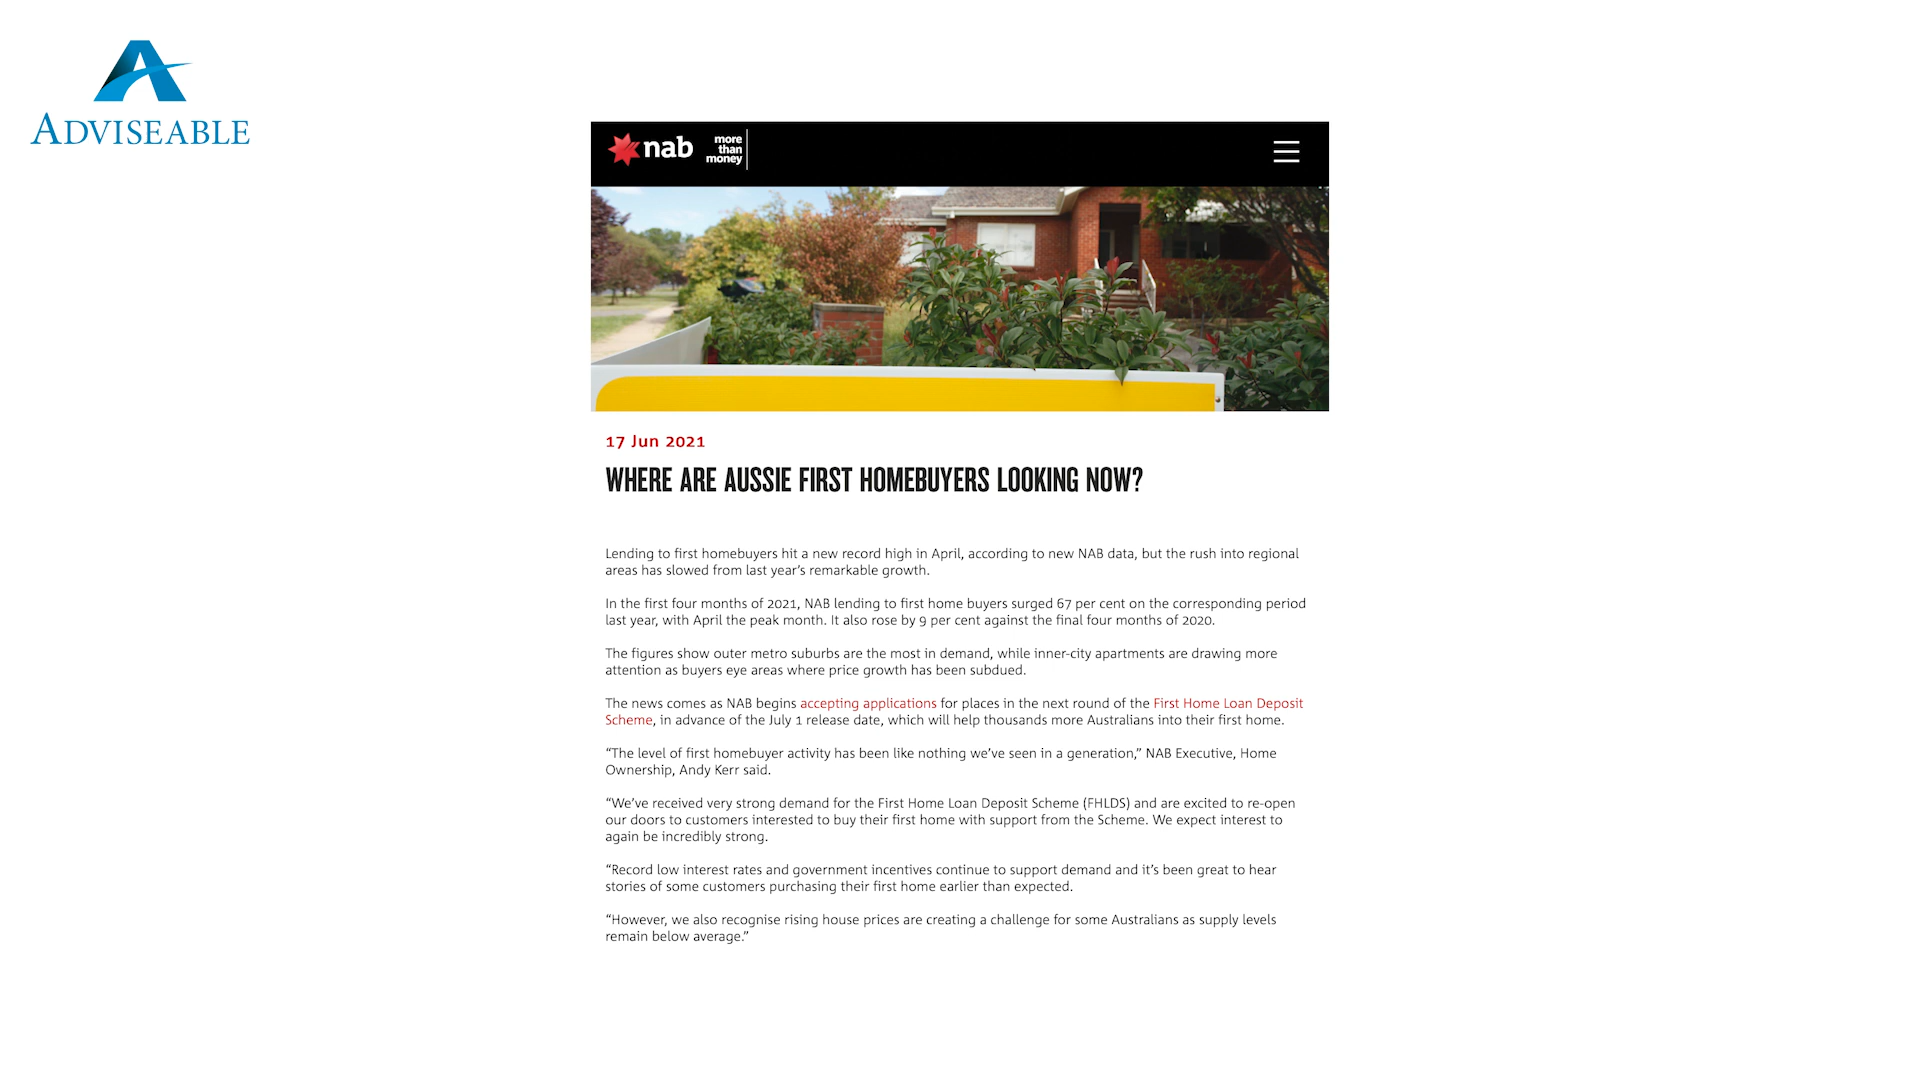 ADVISEABLE
nab
more
than
money
17 Jun 2021
WHERE ARE AUSSIE FIRST HOMEBUYERS LOOKING NOW?
Lending to first homebuyers hit a new record high in April, according to new NAB data, but the rush into regional
areas has slowed from last year’s remarkable growth.
In the first four months of 2021, NAB lending to first home buyers surged 67 per cent on the corresponding period
last year, with April the peak month. It also rose by 9 per cent against the final four months of 2020.
The figures show outer metro suburbs are the most in demand, while inner-city apartments are drawing more
attention as buyers eye areas where price growth has been subdued.
The news comes as NAB begins accepting applications for places in the next round of the First Home Loan Deposit
Scheme, in advance of the July 1 release date, which will help thousands more Australians into their first home.
“The level of first homebuyer activity has been like nothing we’ve seen in a generation,” NAB Executive, Home
Ownership, Andy Kerr said.
“We’ve received very strong demand for the First Home Loan Deposit Scheme (FHLDS) and are excited to re-open
our doors to customers interested to buy their first home with support from the Scheme. We expect interest to
again be incredibly strong.
“Record low interest rates and government incentives continue to support demand and it’s been great to hear
stories of some customers purchasing their first home earlier than expected.
“However, we also recognise rising house prices are creating a challenge for some Australians as supply levels
remain below average.”